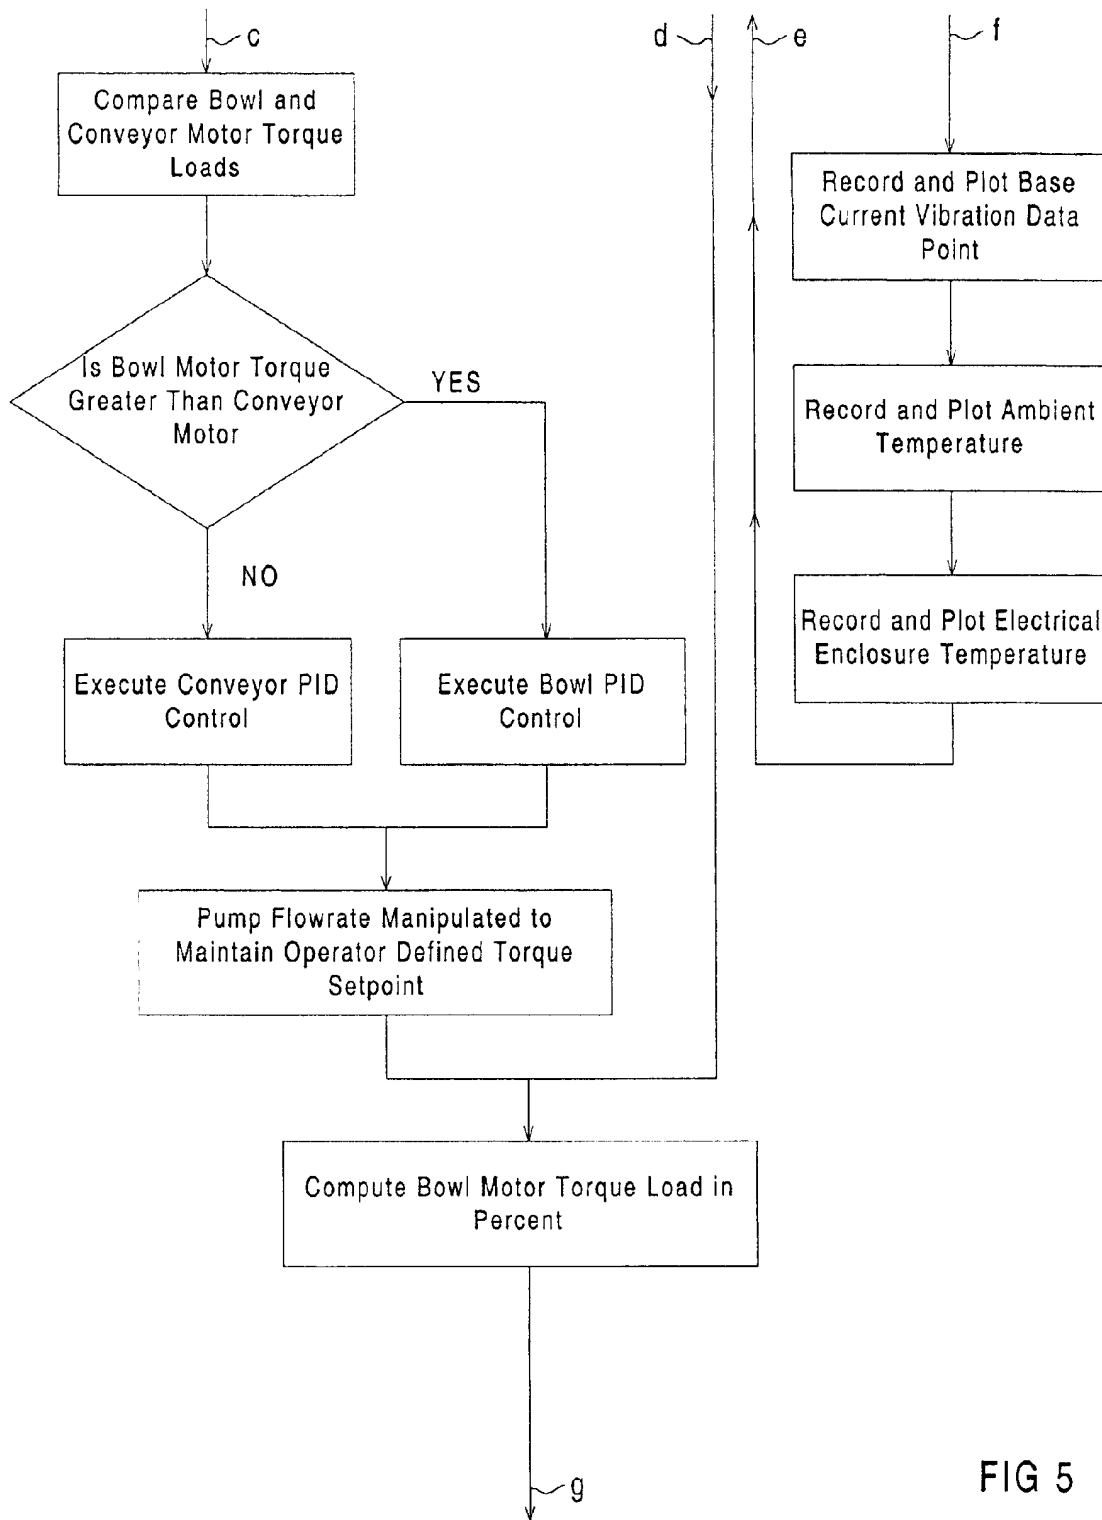 c
d
e
f
Compare Bowl and
Conveyor Motor Torque
Loads
Is Bowl Motor Torque
Greater Than Conveyor
Motor
YES
NO
Execute Conveyor PID
Control
Execute Bowl PID
Control
Pump Flowrate Manipulated to
Maintain Operator Defined Torque
Setpoint
Compute Bowl Motor Torque Load in
Percent
g
Record and Plot Base
Current Vibration Data
Point
Record and Plot Ambient
Temperature
Record and Plot Electrical
Enclosure Temperature
FIG 5